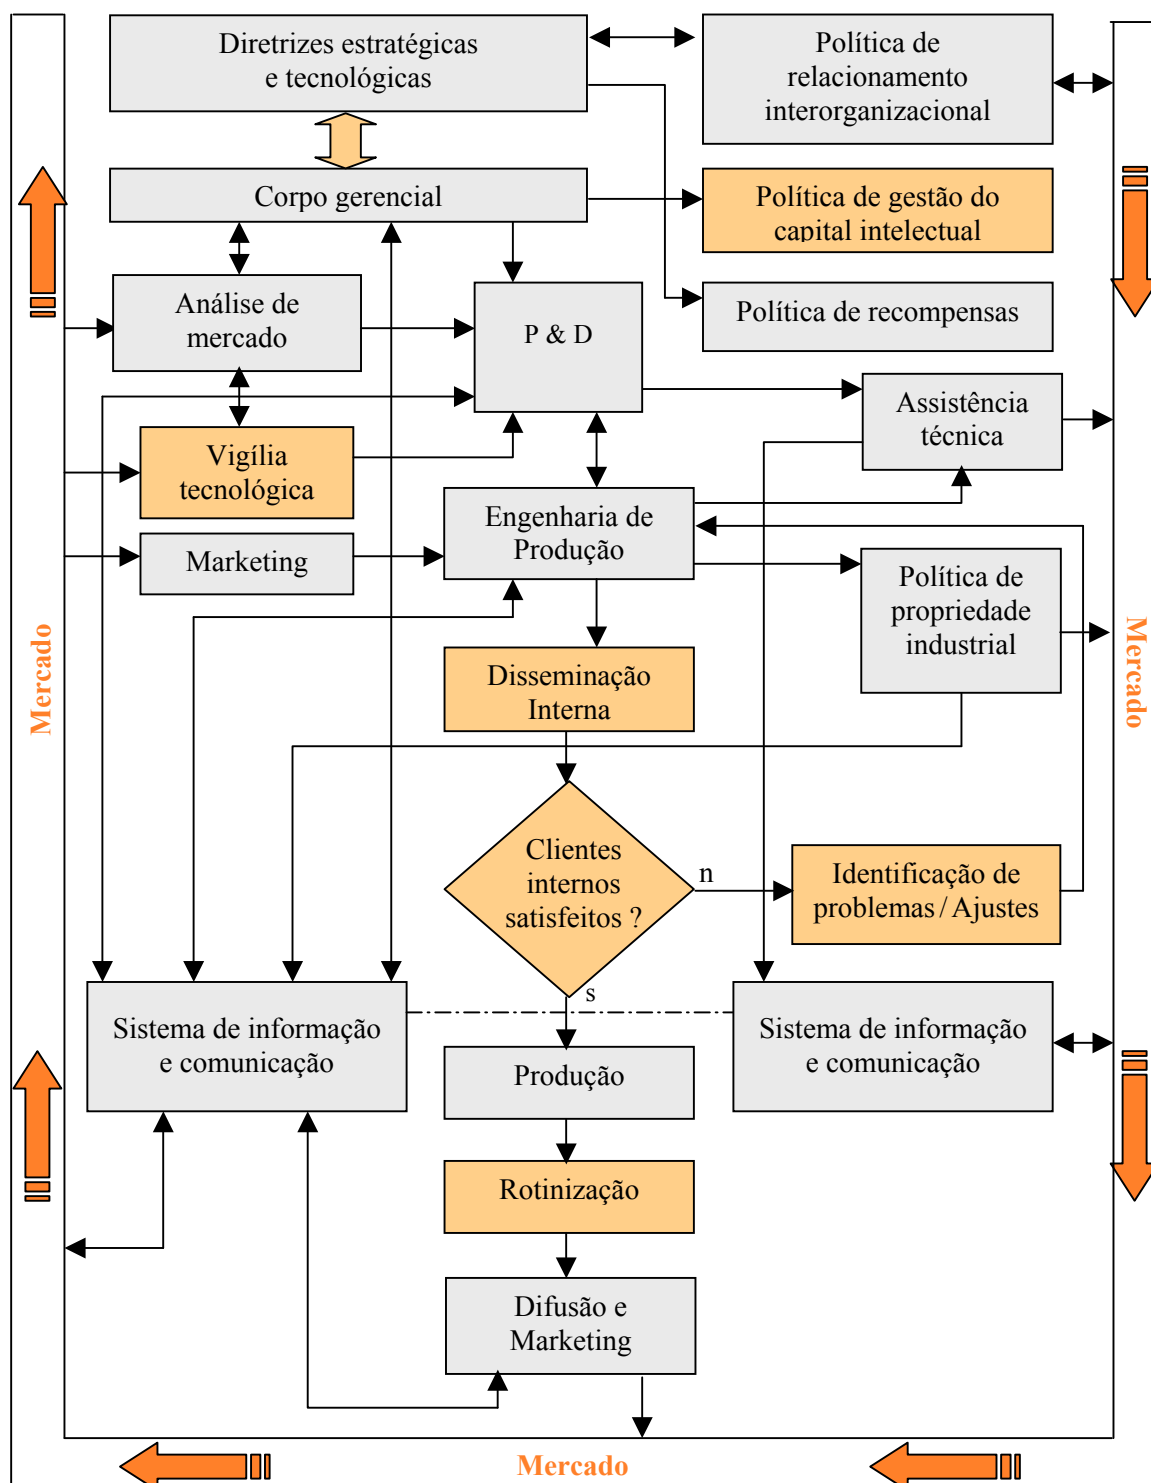 Diretrizes estratégicas
e tecnológicas
Política de
relacionamento
interorganizacional
Corpo gerencial
Política de gestão do
capital intelectual
Análise de
mercado
P & D
Política de recompensas
Assistência
técnica
Vigília
tecnológica
Engenharia de
Produção
Marketing
Política de
propriedade
industrial
Mercado
Mercado
Disseminação
Interna
Clientes
internos
satisfeitos ?
n
Identificação de
problemas / Ajustes
s
Sistema de informação
e comunicação
Sistema de informação
e comunicação
Produção
Rotinização
Difusão e
Marketing
Mercado